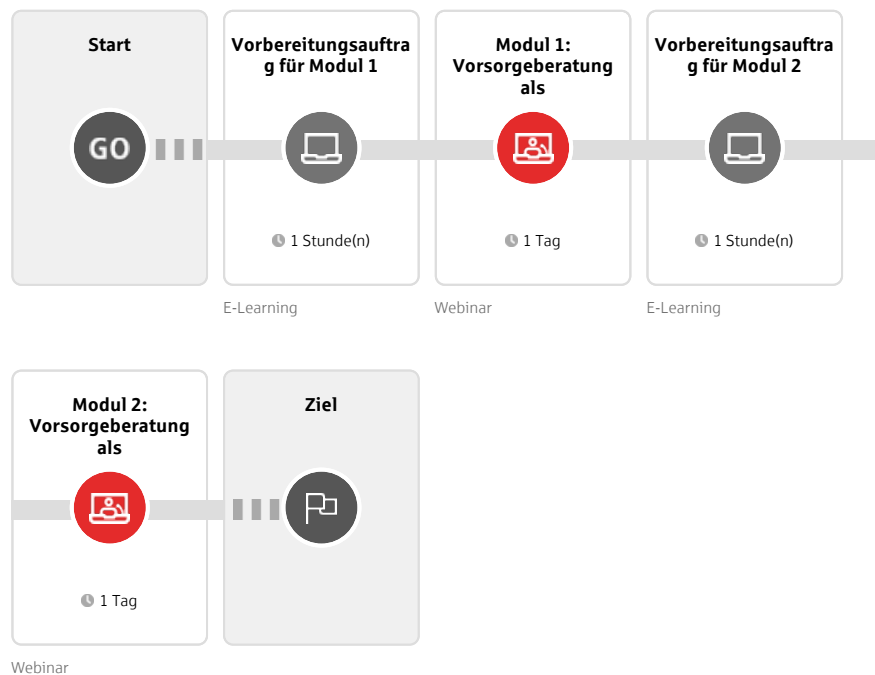 Start
Vorbereitungsauftra
g für Modul 1
Modul 1:
Vorsorgeberatung
als
Vorbereitungsauftra
g für Modul 2
GO
1 Stunde(n)
1 Tag
1 Stunde(n)
E-Learning
Webinar
E-Learning
Modul 2:
Vorsorgeberatung
als
Ziel
1 Tag
Webinar